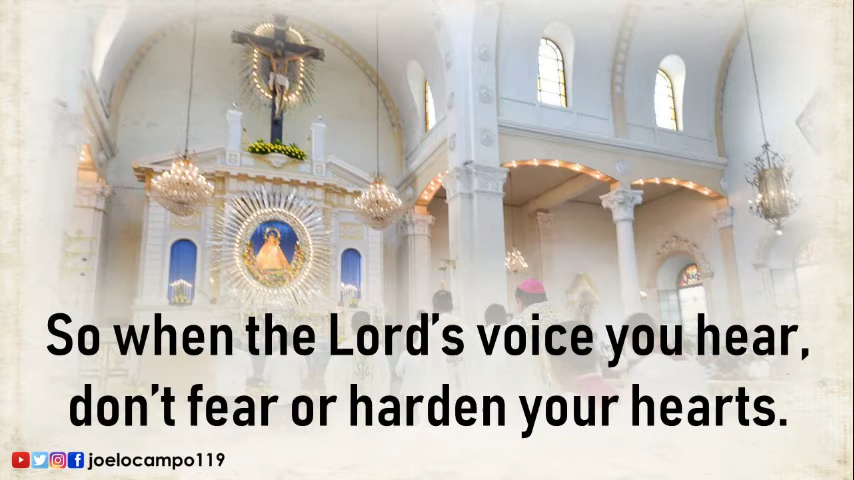 So when the Lord's voice you hear,
don't fear or harden your hearts.
joelocampo119